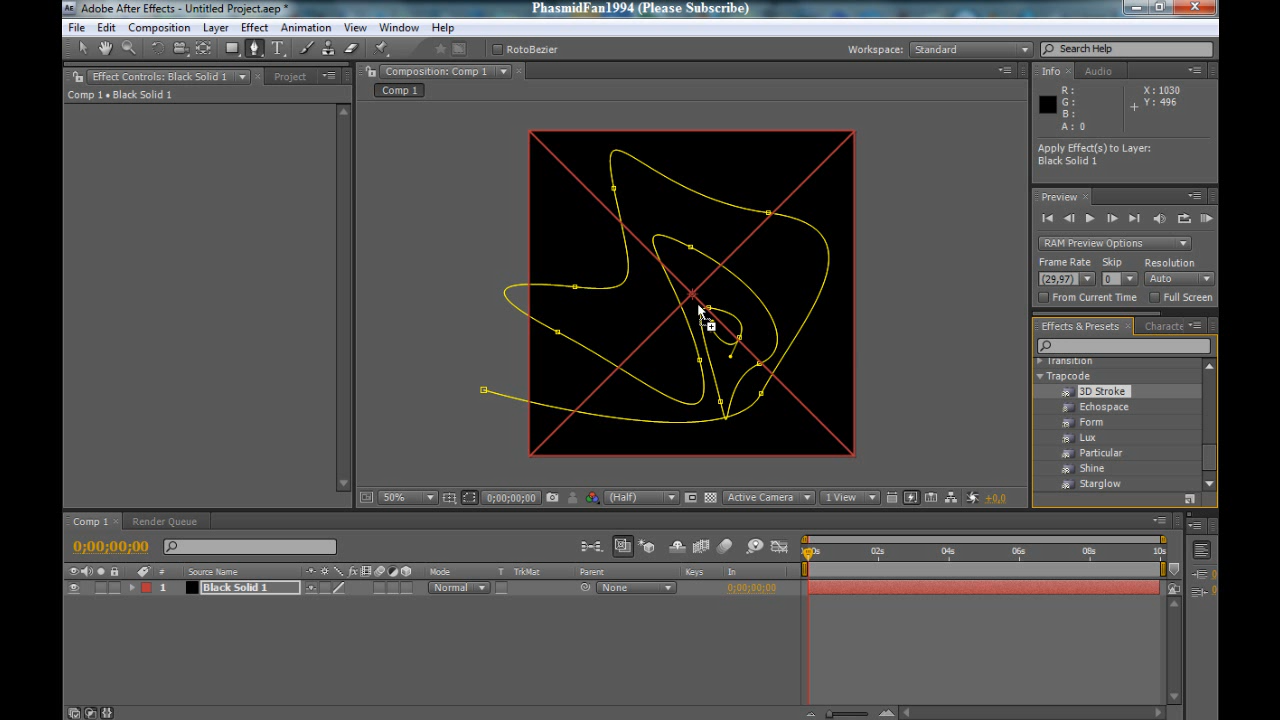 PhasmidFan1994 (Please Subscribe)
AE Adobe After Effects - Untitled Project.aep *
File Edit Composition Layer Effect Animation View Window Help
T RotoBezier Workspace: Standard Search Help
Effect Controls: Black Solid 1 Project
Comp 1 • Black Solid 1
Composition: Comp 1
Comp 1
Info Audio
R : X : 1030
G : Y : 496
B :
A : 0
Apply Effect(s) to Layer:
Black Solid 1
Preview
RAM Preview Options
Frame Rate Skip Resolution
(29,97) 0 Auto
From Current Time Full Screen
Effects & Presets Characte
Transition
Trapcode
3D Stroke
Echospace
Form
Lux
Particular
Shine
Starglow
50% 0;00;00;00 (Half) Active Camera 1 View +0,0
Comp 1 Render Queue
0;00;00;00
02s 04s 06s 08s 10s
# Source Name fx Mode T TrkMat Parent Keys In
1 Black Solid 1 Normal None 0;00;00;00